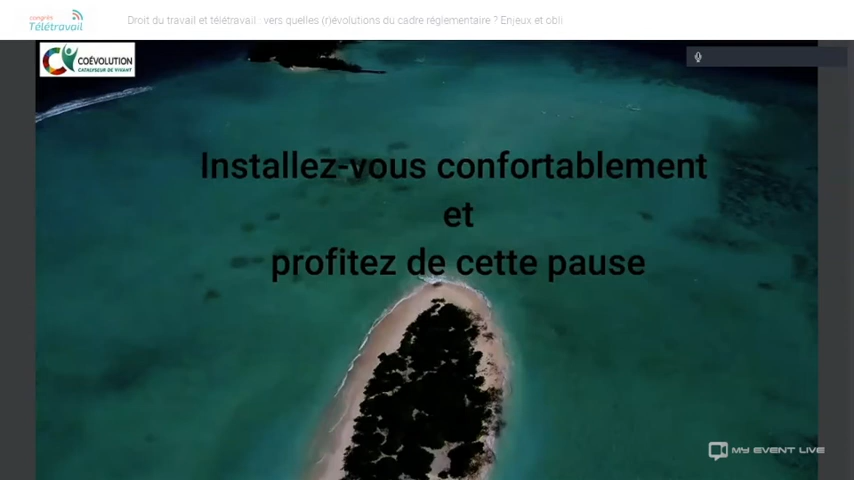 congrès
Télétravail
Droit du travail et télétravail : vers quelles (r)évolutions du cadre réglementaire ? Enjeux et obli
COÉVOLUTION
CATALYSEUR DE VIVANT
Installez-vous confortablement
et
profitez de cette pause
MY EVENT LIVE